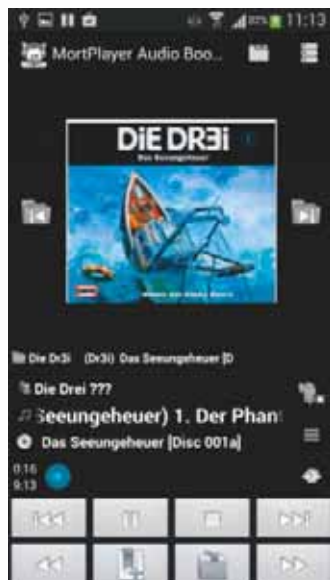 11:13
MortPlayer Audio Boo...
DiE DR3i
Das Seeungeheuer
Die Dr3i (Dr3i) Das Seeungeheuer [D
Die Drei ???
Seeungeheuer) 1. Der Phant
Das Seeungeheuer [Disc 001a]
0:16
9:13